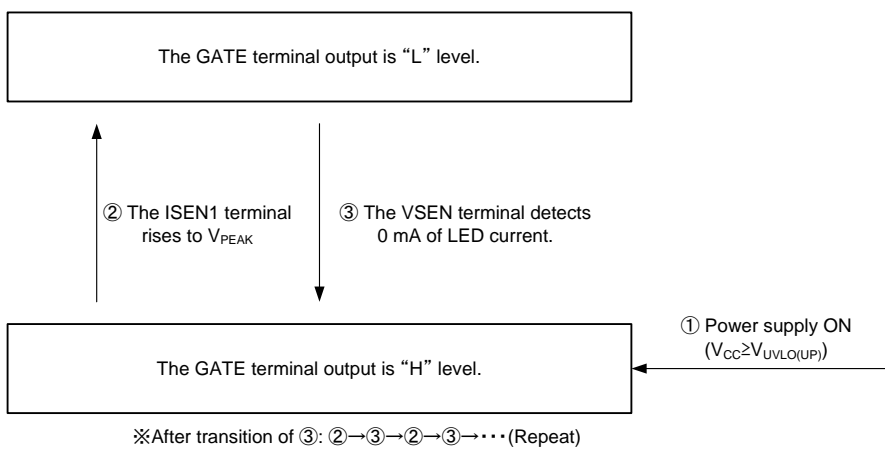 The GATE terminal output is “L” level.
② The ISEN1 terminal
rises to VPEAK
③ The VSEN terminal detects
0 mA of LED current.
① Power supply ON
(VCC≥VUVLO(UP))
The GATE terminal output is “H” level.
※After transition of ③: ②→③→②→③→･･･(Repeat)